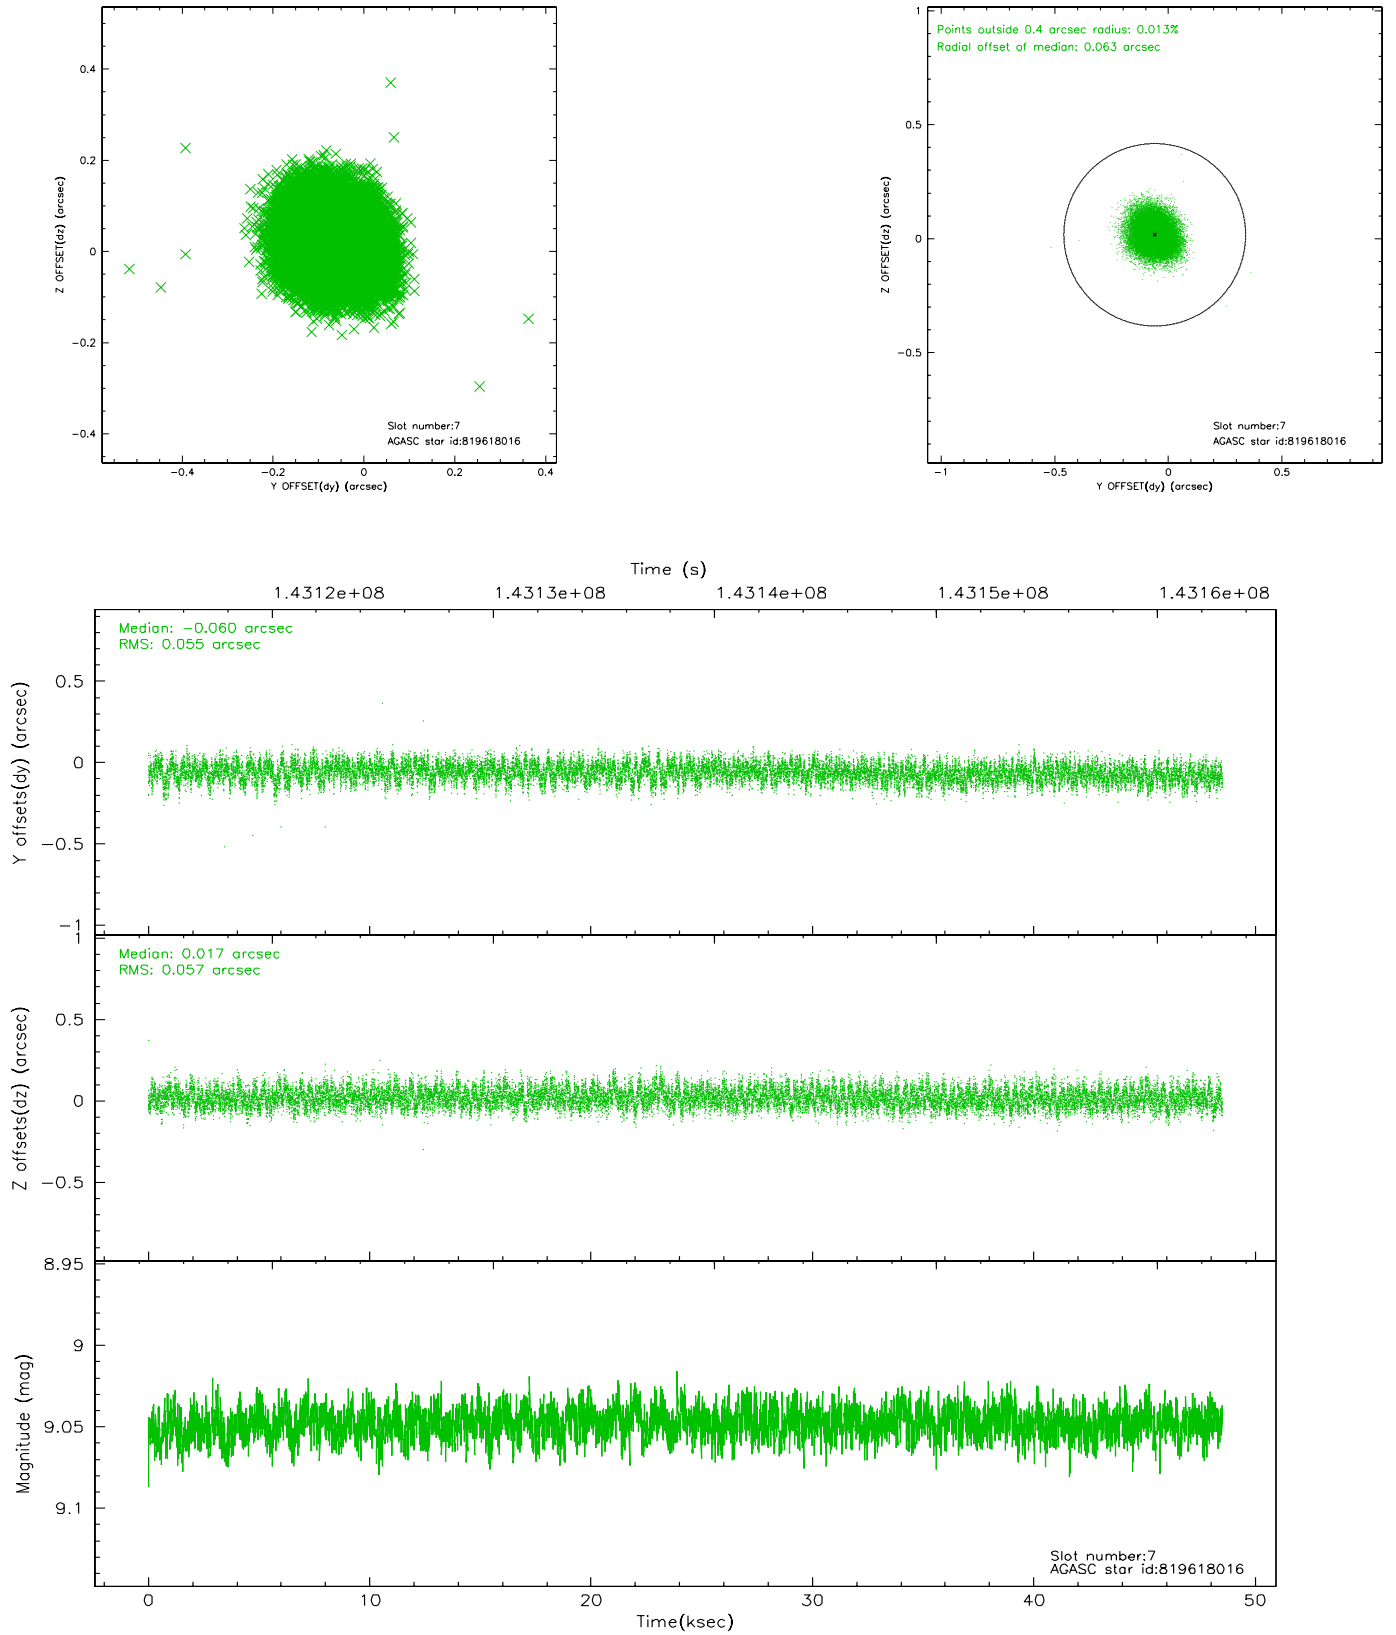 0.4
0.2
0
−0.2
−0.4
Z OFFSET(dz) (arcsec)
Slot number:7
AGASC star id:819618016
−0.4 −0.2 0 0.2 0.4
Y OFFSET(dy) (arcsec)
Points outside 0.4 arcsec radius: 0.013%
Radial offset of median: 0.063 arcsec
1
0.5
0
−0.5
Z OFFSET(dz) (arcsec)
Slot number:7
AGASC star id:819618016
−1 −0.5 0 0.5
Y OFFSET(dy) (arcsec)
Time (s)
1.4312e+08 1.4313e+08 1.4314e+08 1.4315e+08 1.4316e+08
Median: −0.060 arcsec
RMS: 0.055 arcsec
0.5
0
−0.5
−1
Y offsets(dy) (arcsec)
Median: 0.017 arcsec
RMS: 0.057 arcsec
1
0.5
0
−0.5
Z offsets(dz) (arcsec)
8.95
9
9.05
9.1
Magnitude (mag)
Slot number:7
AGASC star id:819618016
0 10 20 30 40 50
Time(ksec)